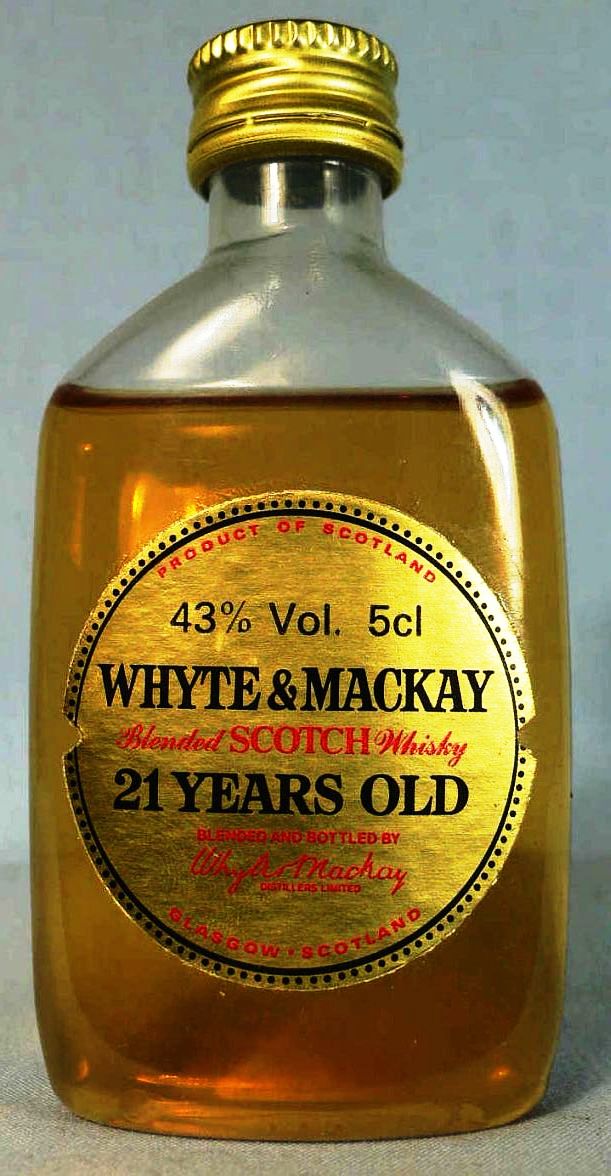 PRODUCT OF SCOTLAND
43% Vol. 5cl
WHYTE & MACKAY
Blended SCOTCH Whisky
21 YEARS OLD
BLENDED AND BOTTLED BY
Whyte & Mackay
DISTILLERS LIMITED
GLASGOW · SCOTLAND